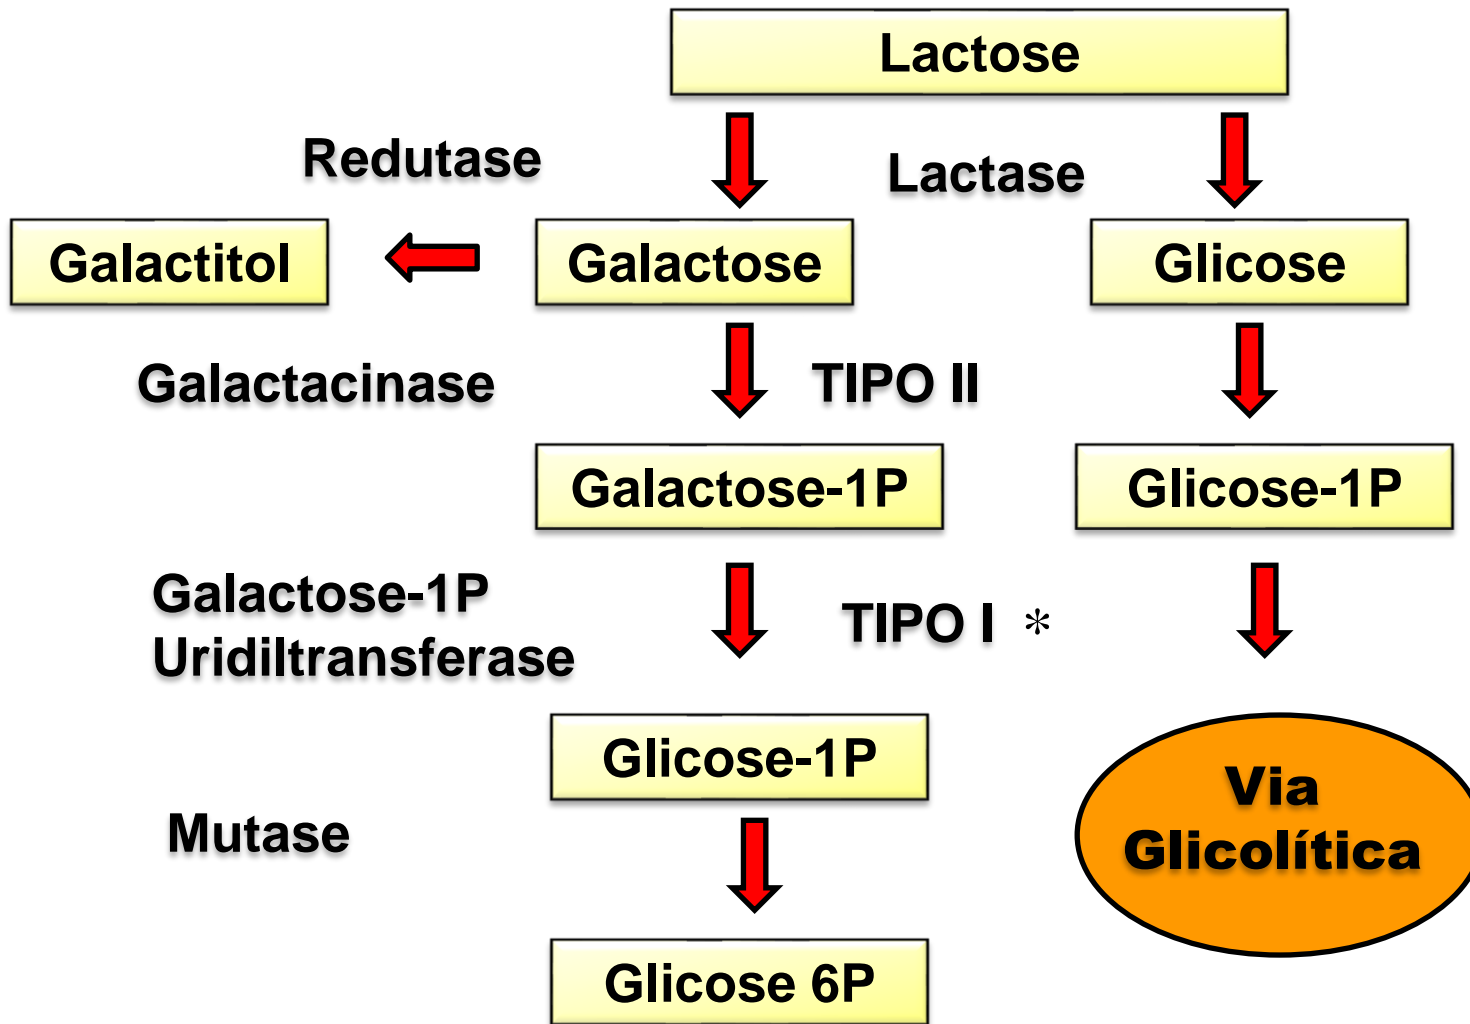 Lactose
Redutase
Lactase
Galactitol
Galactose
Glicose
Galactacinase
TIPO II
Galactose-1P
Glicose-1P
Galactose-1P
Uridiltransferase
TIPO I *
Glicose-1P
Via
Glicolítica
Mutase
Glicose 6P